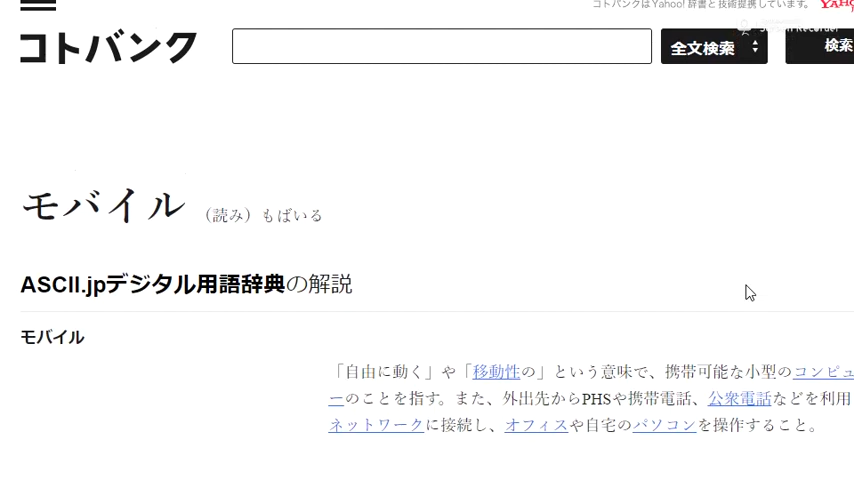 コトバンクはYahoo!辞書と技術提携しています。
コトバンク
全文検索
検索
モバイル（読み）もばいる
ASCII.jpデジタル用語辞典の解説
モバイル
「自由に動く」や「移動性の」という意味で、携帯可能な小型のコンピュ
ーのことを指す。また、外出先からPHSや携帯電話、公衆電話などを利用
ネットワークに接続し、オフィスや自宅のパソコンを操作すること。